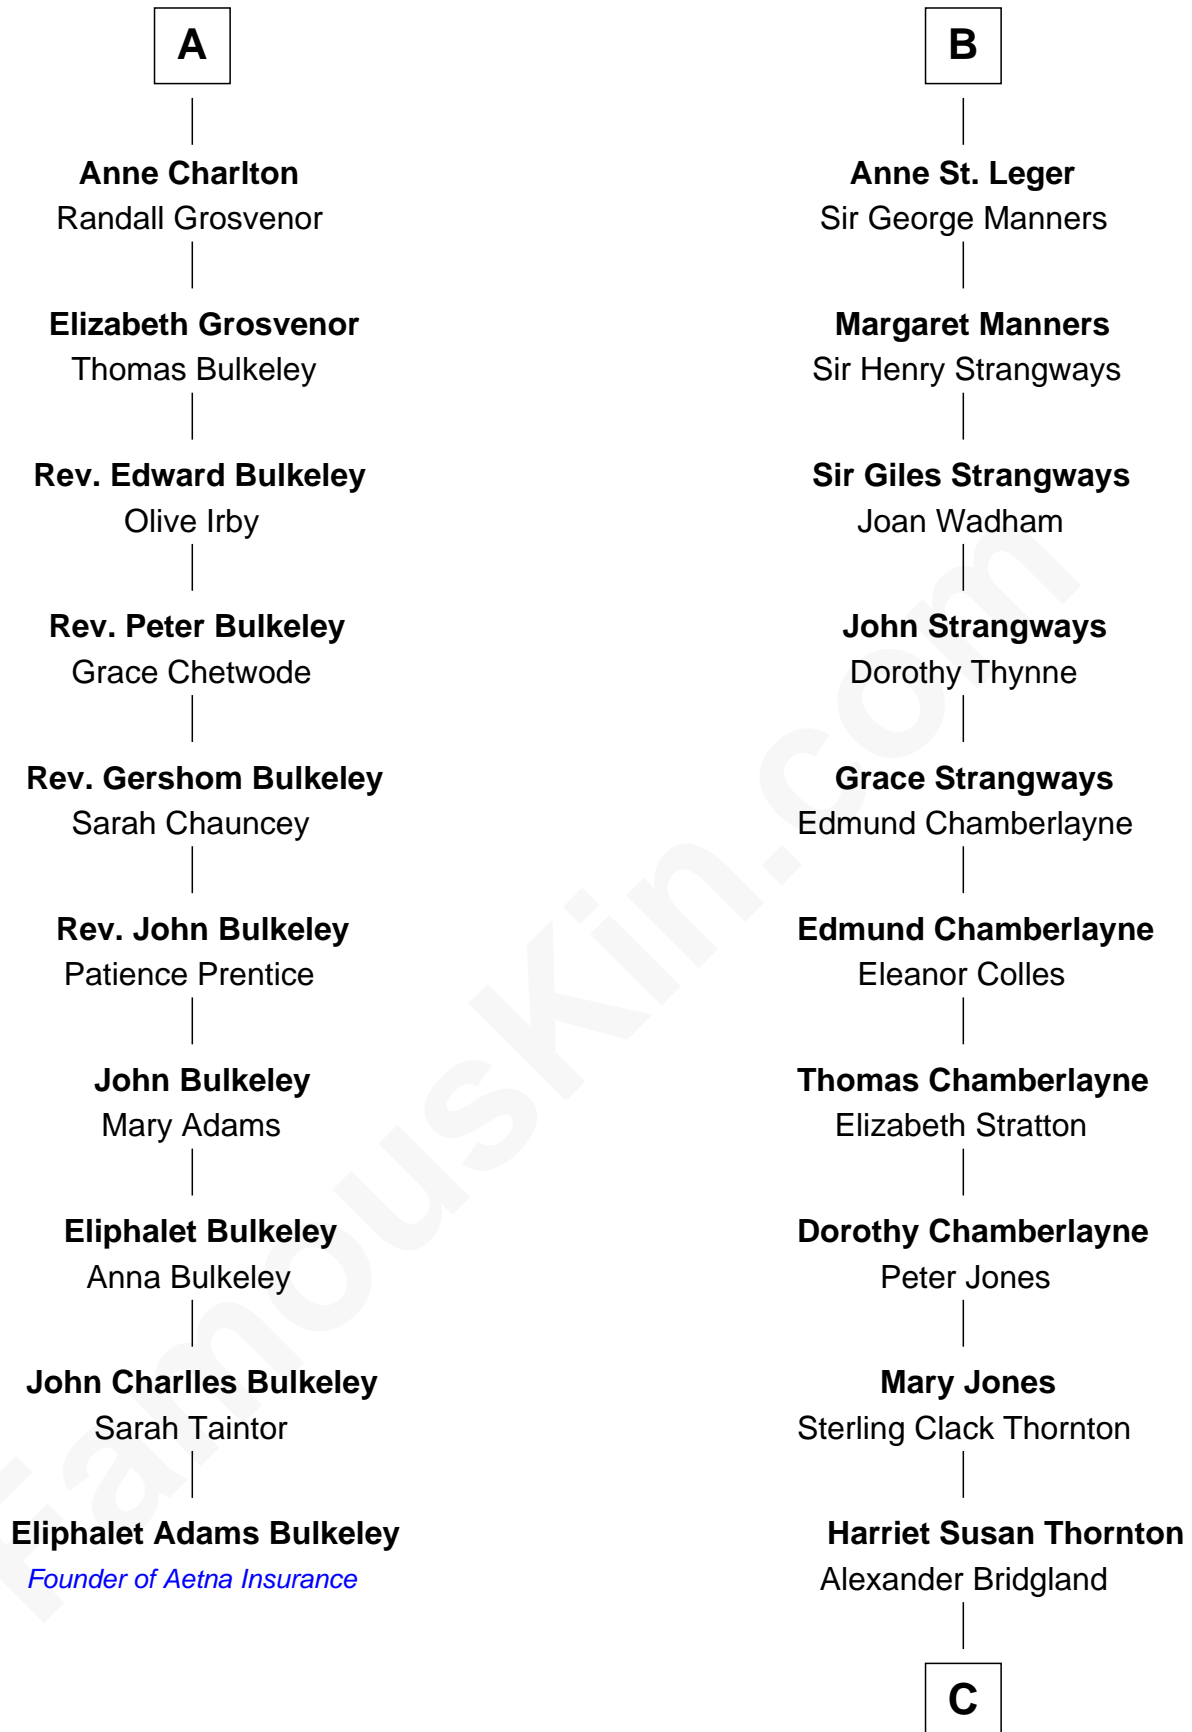 A
Anne Charlton
Randall Grosvenor
Elizabeth Grosvenor
Thomas Bulkeley
Rev. Edward Bulkeley
Olive Irby
Rev. Peter Bulkeley
Grace Chetwode
Rev. Gershom Bulkeley
Sarah Chauncey
Rev. John Bulkeley
Patience Prentice
John Bulkeley
Mary Adams
Eliphalet Bulkeley
Anna Bulkeley
John Charlles Bulkeley
Sarah Taintor
Eliphalet Adams Bulkeley
Founder of Aetna Insurance
B
Anne St. Leger
Sir George Manners
Margaret Manners
Sir Henry Strangways
Sir Giles Strangways
Joan Wadham
John Strangways
Dorothy Thynne
Grace Strangways
Edmund Chamberlayne
Edmund Chamberlayne
Eleanor Colles
Thomas Chamberlayne
Elizabeth Stratton
Dorothy Chamberlayne
Peter Jones
Mary Jones
Sterling Clack Thornton
Harriet Susan Thornton
Alexander Bridgland
C
FamousKin.com